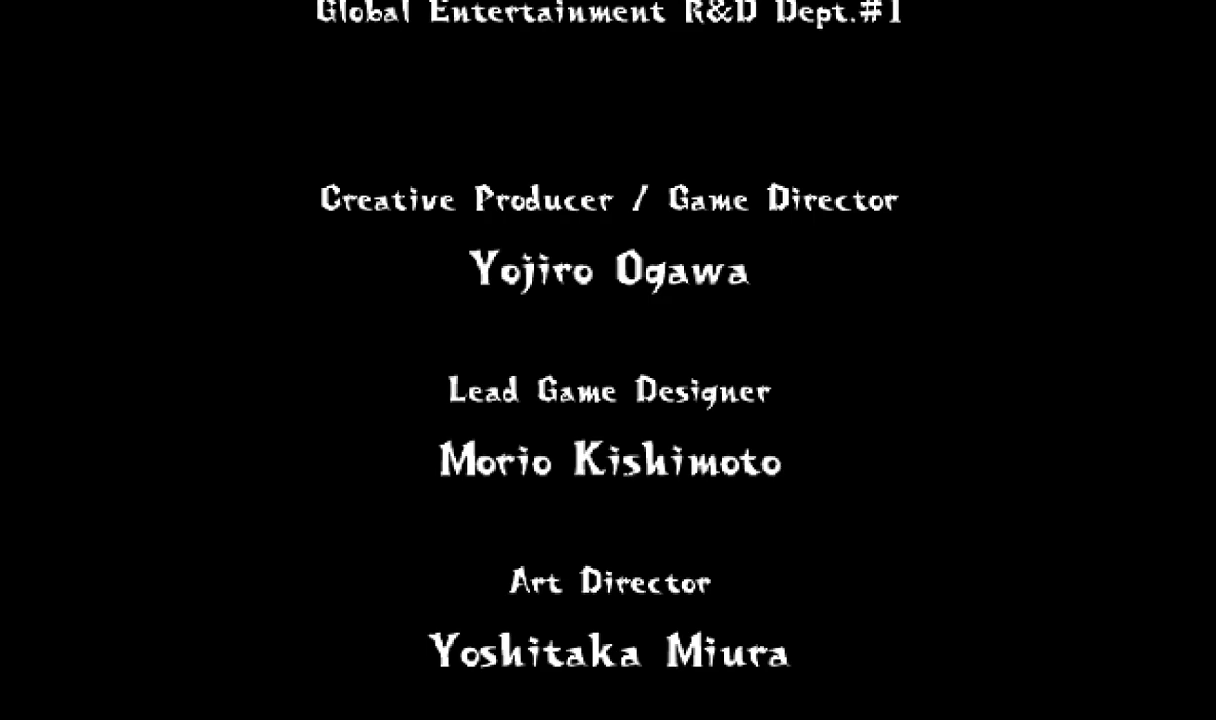 Global Entertainment R&D Dept.#1
Creative Producer / Game Director
Yojiro Ogawa
Lead Game Designer
Morio Kishimoto
Art Director
Yoshitaka Miura